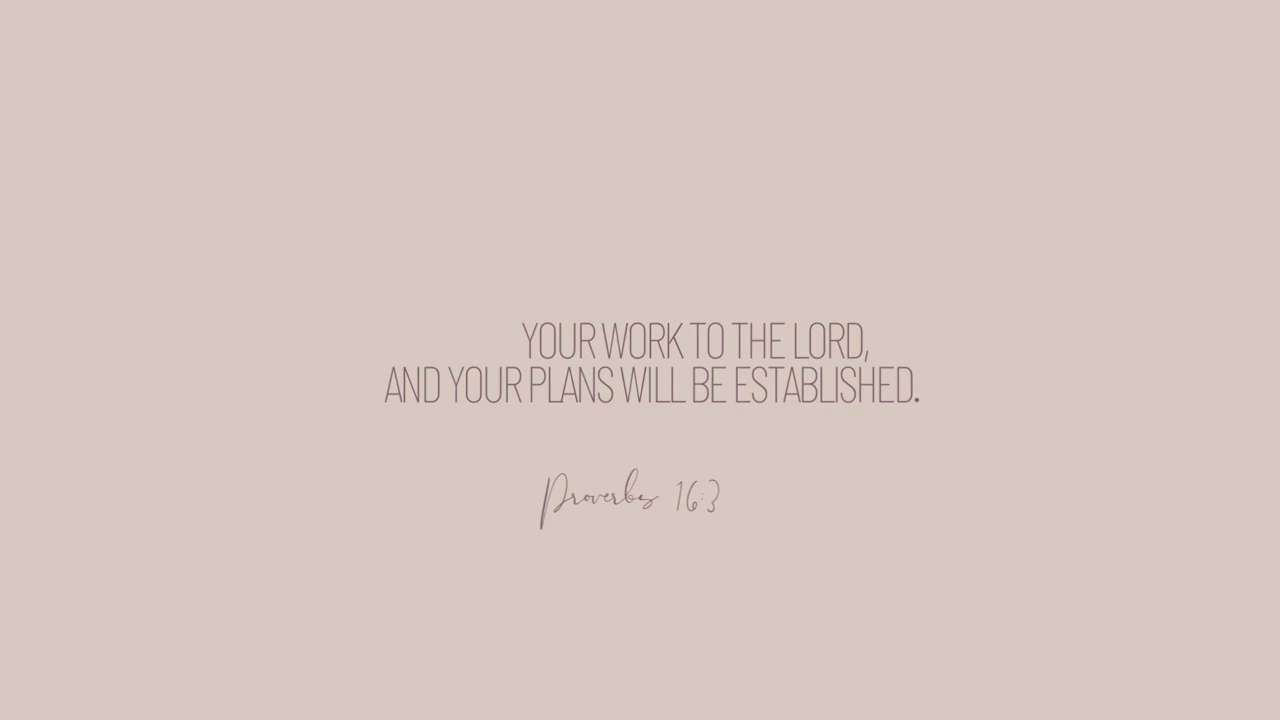 YOUR WORK TO THE LORD,
AND YOUR PLANS WILL BE ESTABLISHED.
Proverbs 16:3